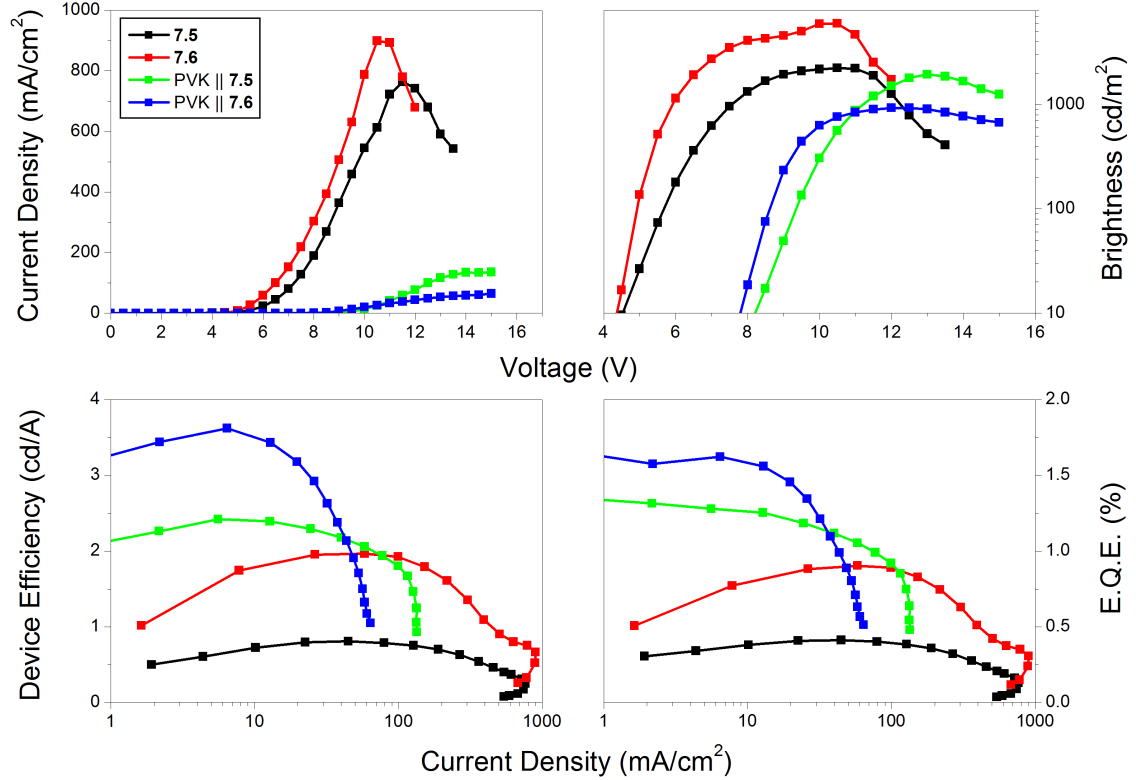 1000
800
600
400
200
0
Current Density (mA/cm²)
7.5
7.6
PVK || 7.5
PVK || 7.6
0 2 4 6 8 10 12 14 16
1000
100
10
Brightness (cd/m²)
4 6 8 10 12 14 16
Voltage (V)
4
3
2
1
0
Device Efficiency (cd/A)
1 10 100 1000
2.0
1.5
1.0
0.5
0.0
E.Q.E. (%)
1 10 100 1000
Current Density (mA/cm²)